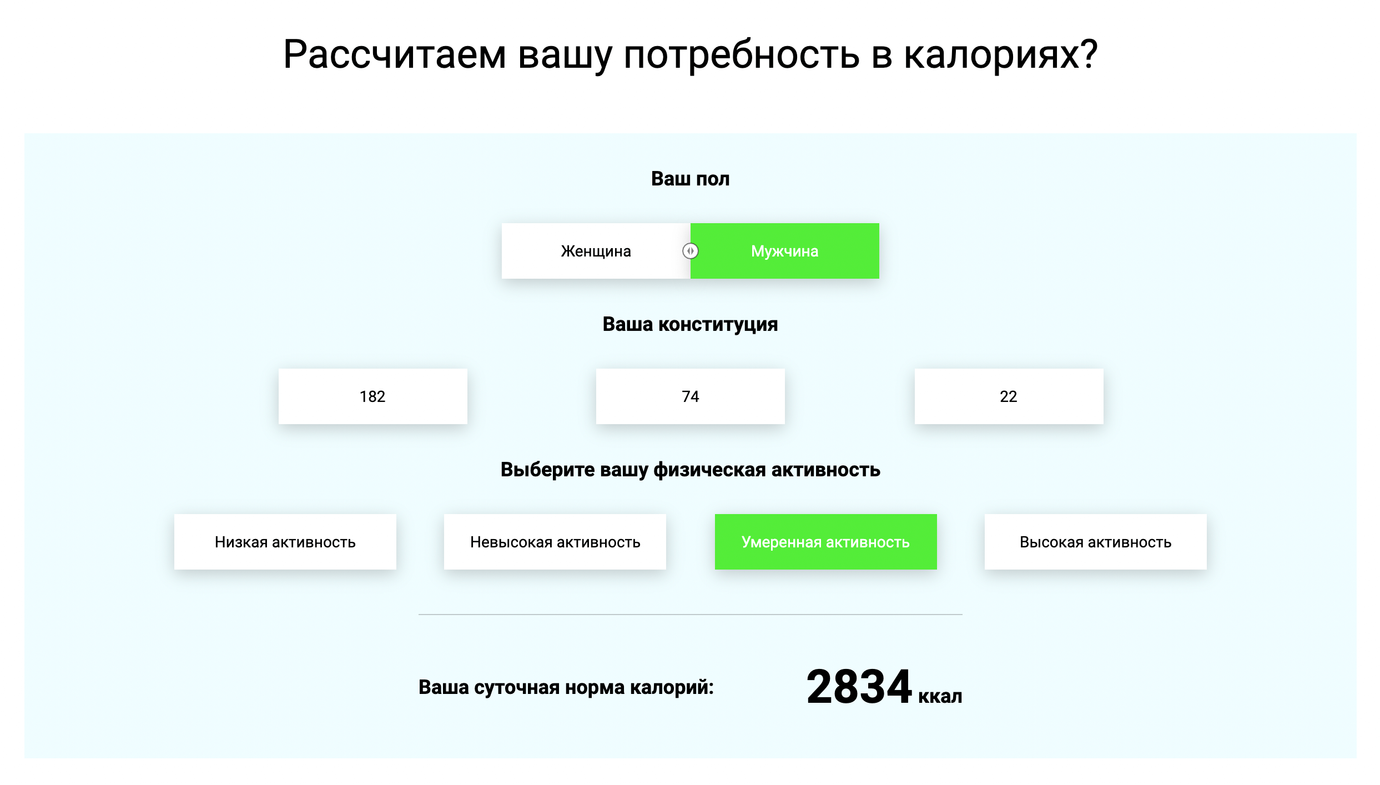 Рассчитаем вашу потребность в калориях?
Ваш пол
Женщина Мужчина
Ваша конституция
182 74 22
Выберите вашу физическая активность
Низкая активность Невысокая активность Умеренная активность Высокая активность
Ваша суточная норма калорий: 2834 ккал